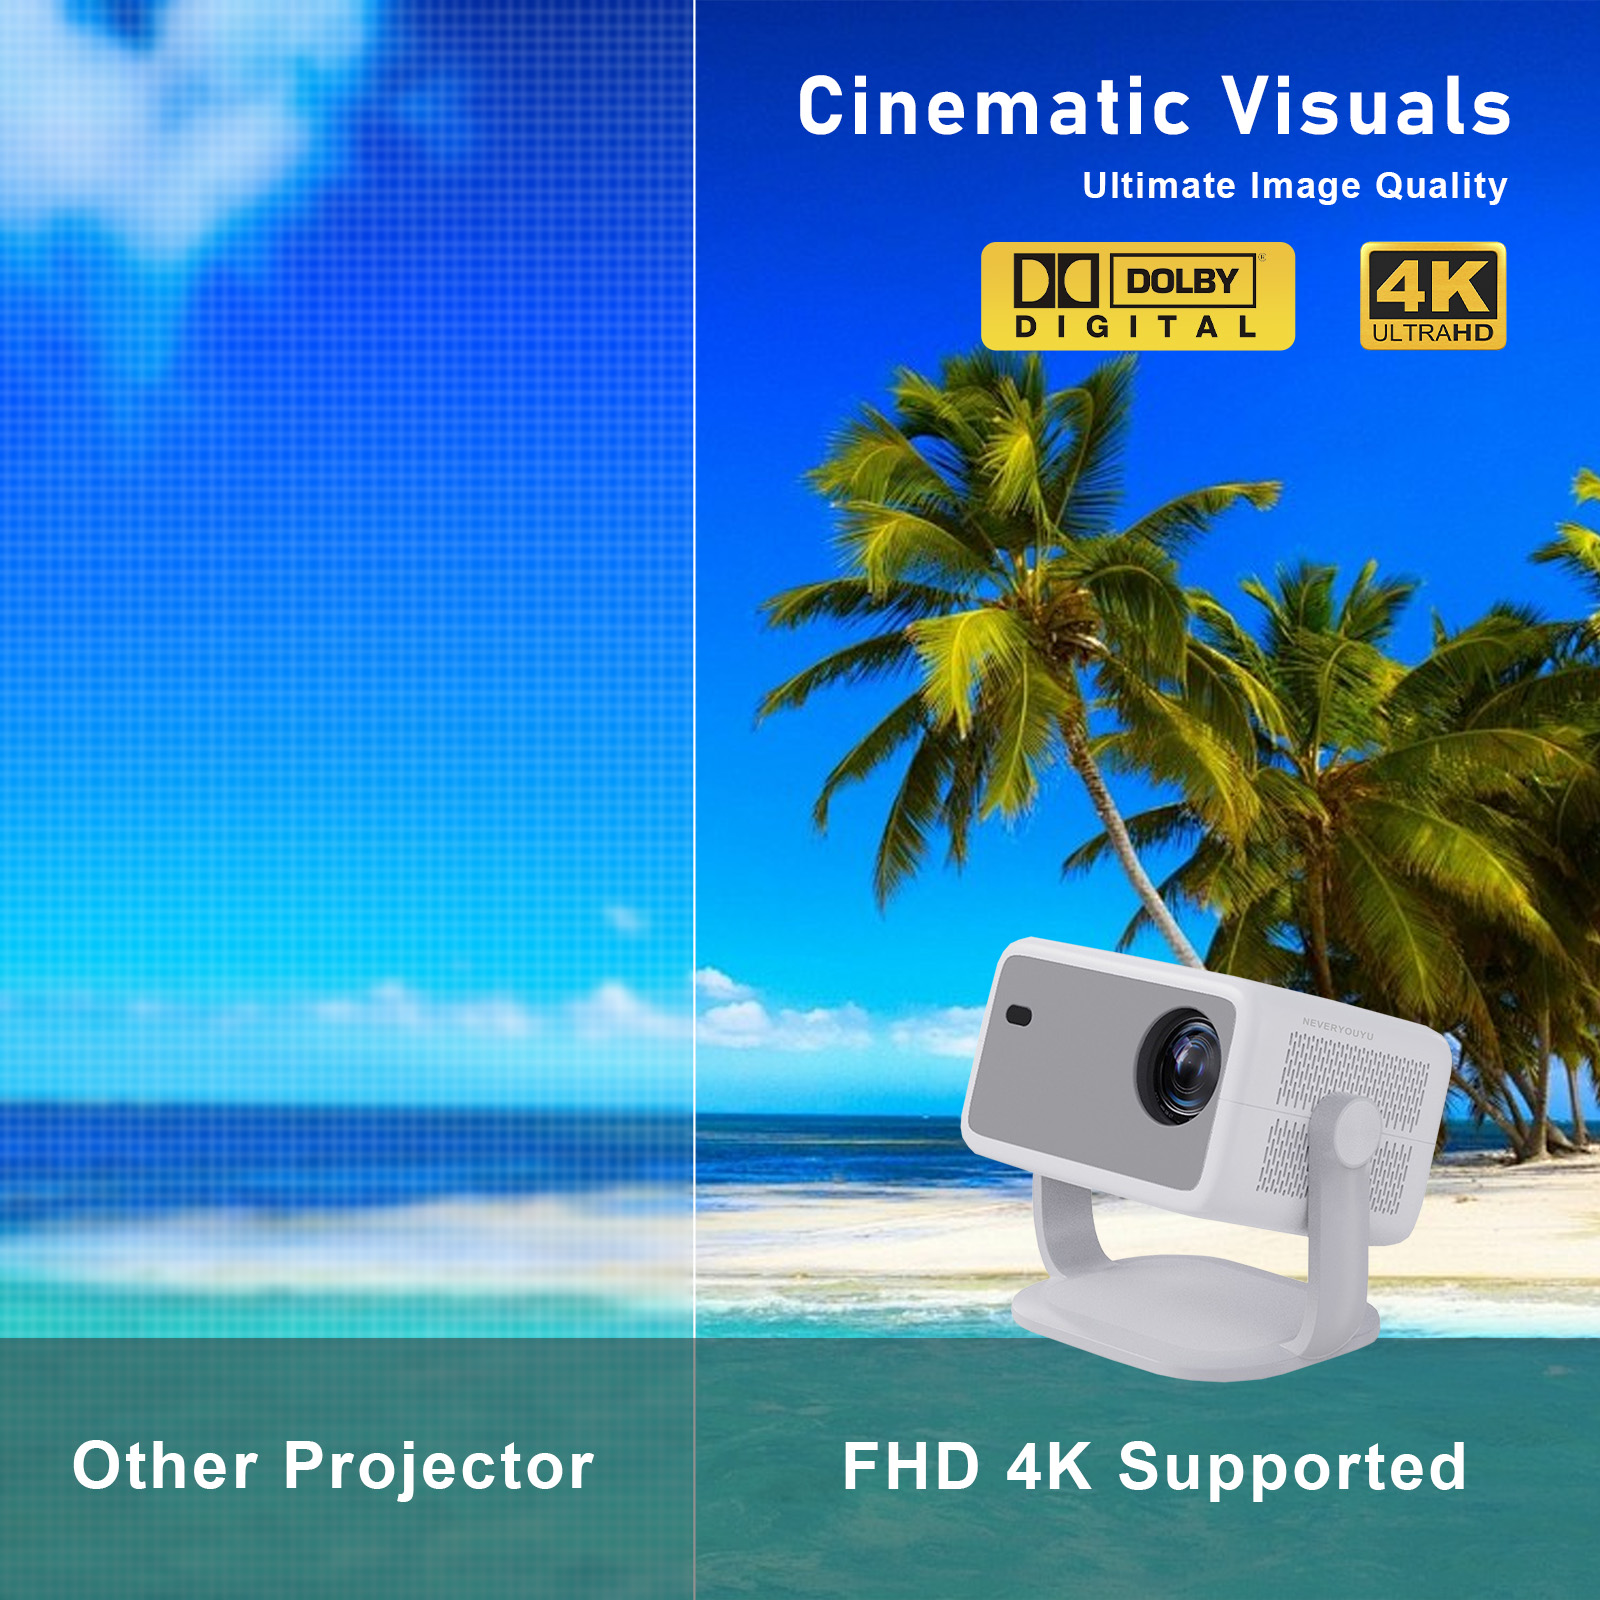 Cinematic Visuals
Ultimate Image Quality
DOLBY®
DIGITAL
4K
ULTRAHD
NEVERYOUYU
Other Projector
FHD 4K Supported